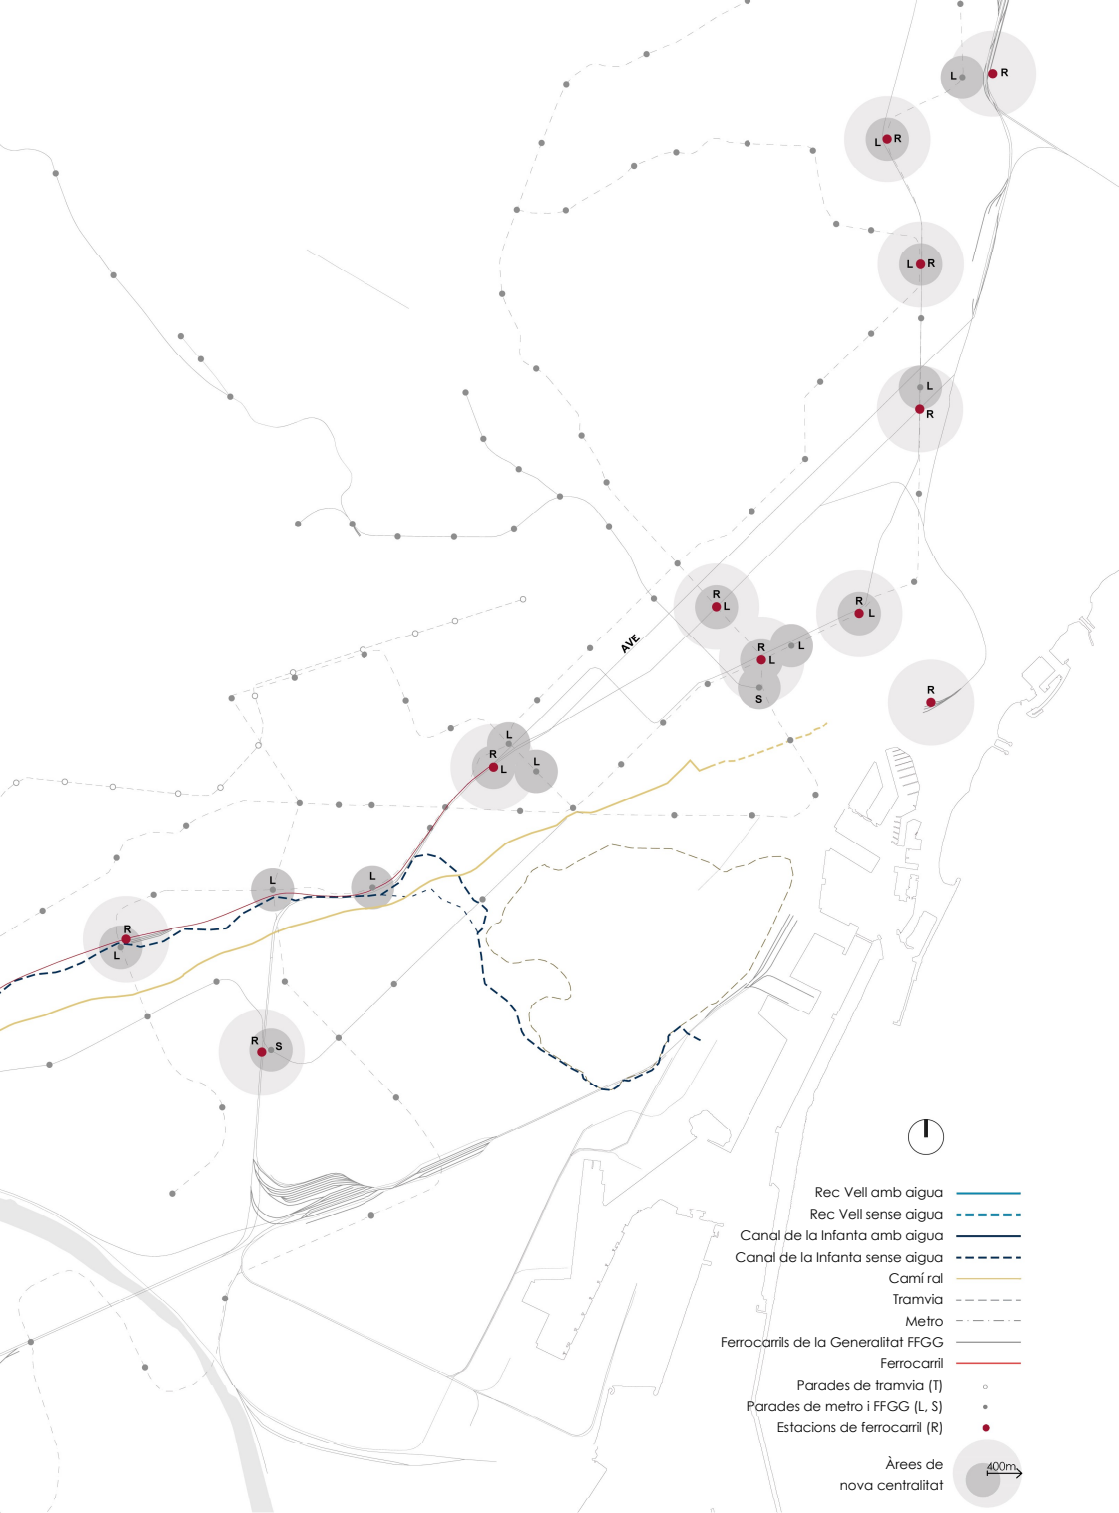 L R
L R
L R
L
R
R
L
R
L
R
L
L
S
AVE
R
L
R
L
L
L
L
R
L
R
S
Rec Vell amb aigua
Rec Vell sense aigua
Canal de la Infanta amb aigua
Canal de la Infanta sense aigua
Camí ral
Tramvia
Metro
Ferrocarrils de la Generalitat FFGG
Ferrocarril
Parades de tramvia (T)
Parades de metro i FFGG (L, S)
Estacions de ferrocarril (R)
Àrees de
nova centralitat
400m